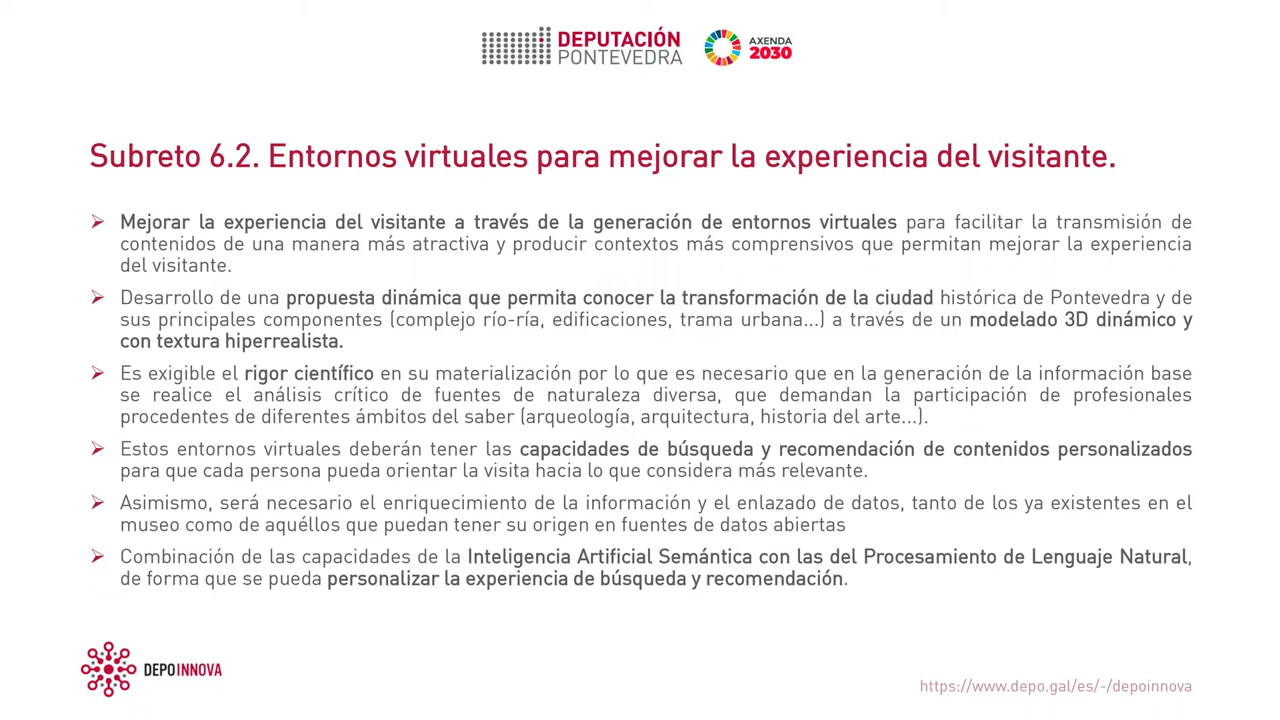 DEPUTACIÓN
PONTEVEDRA
AXENDA
2030
Subreto 6.2. Entornos virtuales para mejorar la experiencia del visitante.
Mejorar la experiencia del visitante a través de la generación de entornos virtuales para facilitar la transmisión de
contenidos de una manera más atractiva y producir contextos más comprensivos que permitan mejorar la experiencia
del visitante.
Desarrollo de una propuesta dinámica que permita conocer la transformación de la ciudad histórica de Pontevedra y de
sus principales componentes (complejo río-ría, edificaciones, trama urbana...) a través de un modelado 3D dinámico y
con textura hiperrealista.
Es exigible el rigor científico en su materialización por lo que es necesario que en la generación de la información base
se realice el análisis crítico de fuentes de naturaleza diversa, que demandan la participación de profesionales
procedentes de diferentes ámbitos del saber (arqueología, arquitectura, historia del arte...).
Estos entornos virtuales deberán tener las capacidades de búsqueda y recomendación de contenidos personalizados
para que cada persona pueda orientar la visita hacia lo que considera más relevante.
Asimismo, será necesario el enriquecimiento de la información y el enlazado de datos, tanto de los ya existentes en el
museo como de aquéllos que puedan tener su origen en fuentes de datos abiertas
Combinación de las capacidades de la Inteligencia Artificial Semántica con las del Procesamiento de Lenguaje Natural,
de forma que se pueda personalizar la experiencia de búsqueda y recomendación.
DEPOINNOVA
https://www.depo.gal/es/-/depoinnova